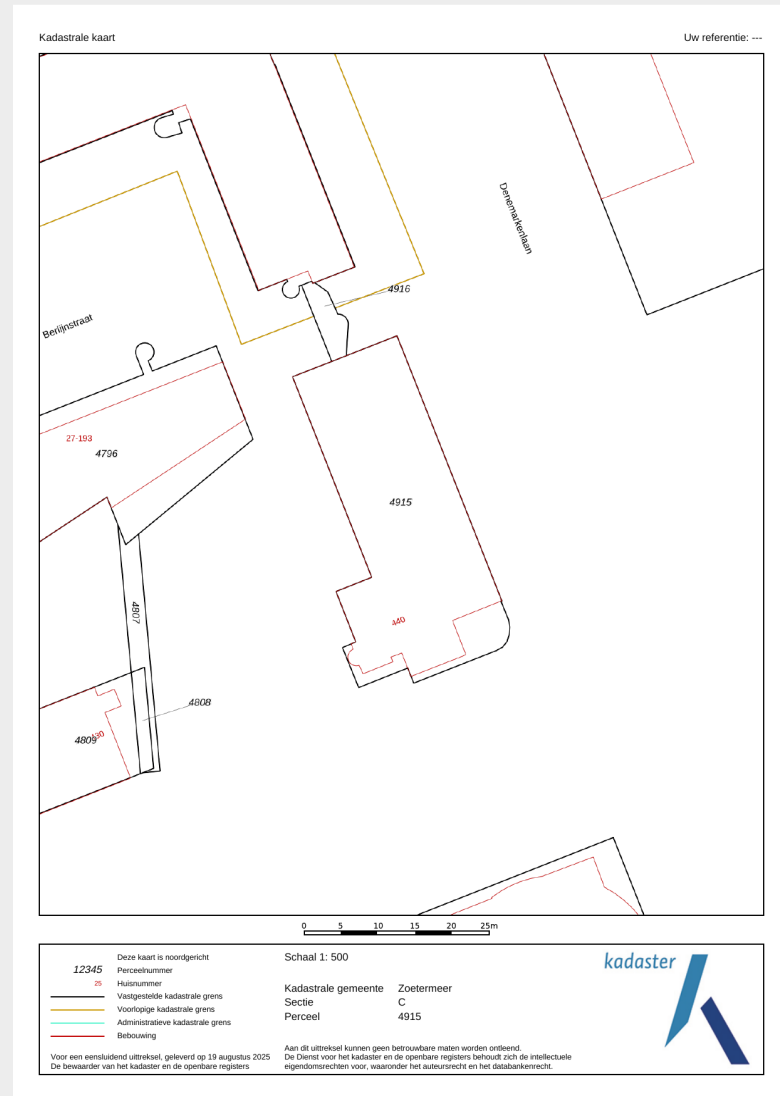 Kadastrale kaart
Uw referentie: ---
Denemarkenlaan
4916
Berlijnstraat
27-193
4796
4915
4807
440
4808
4809
0 5 10 15 20 25m
Deze kaart is noordgericht
12345 Perceelnummer
25 Huisnummer
Vastgestelde kadastrale grens
Voorlopige kadastrale grens
Administratieve kadastrale grens
Bebouwing
Voor een eensluidend uittreksel, geleverd op 19 augustus 2025
De bewaarder van het kadaster en de openbare registers
Schaal 1: 500
Kadastrale gemeente Zoetermeer
Sectie C
Perceel 4915
Aan dit uittreksel kunnen geen betrouwbare maten worden ontleend.
De Dienst voor het kadaster en de openbare registers behoudt zich de intellectuele
eigendomsrechten voor, waaronder het auteursrecht en het databankenrecht.
kadaster